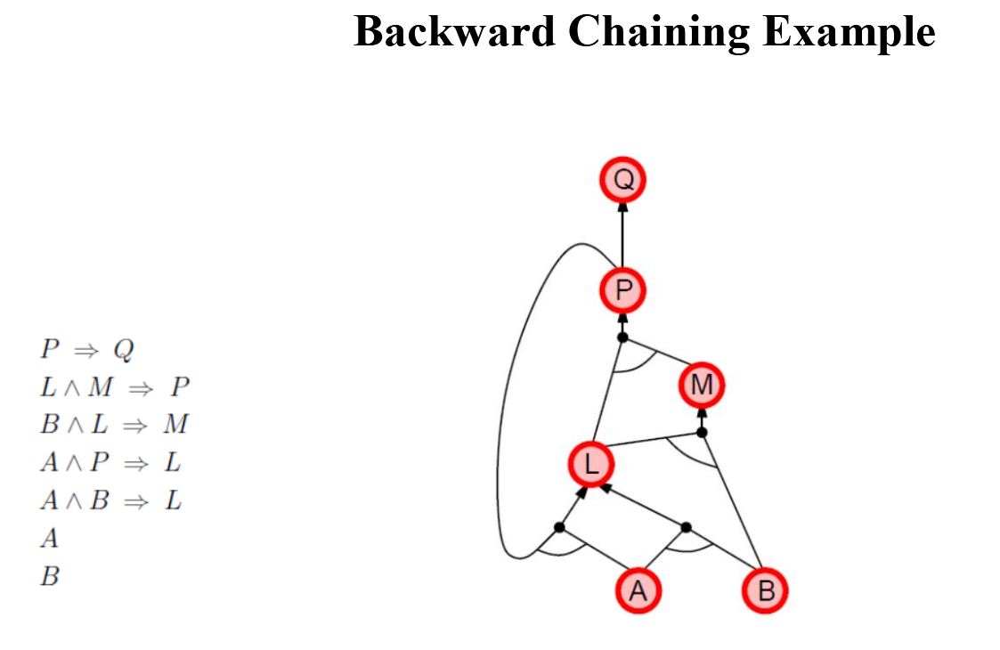 Backward Chaining Example
P ⇒ Q
L ∧ M ⇒ P
B ∧ L ⇒ M
A ∧ P ⇒ L
A ∧ B ⇒ L
A
B
Q
P
M
L
A
B